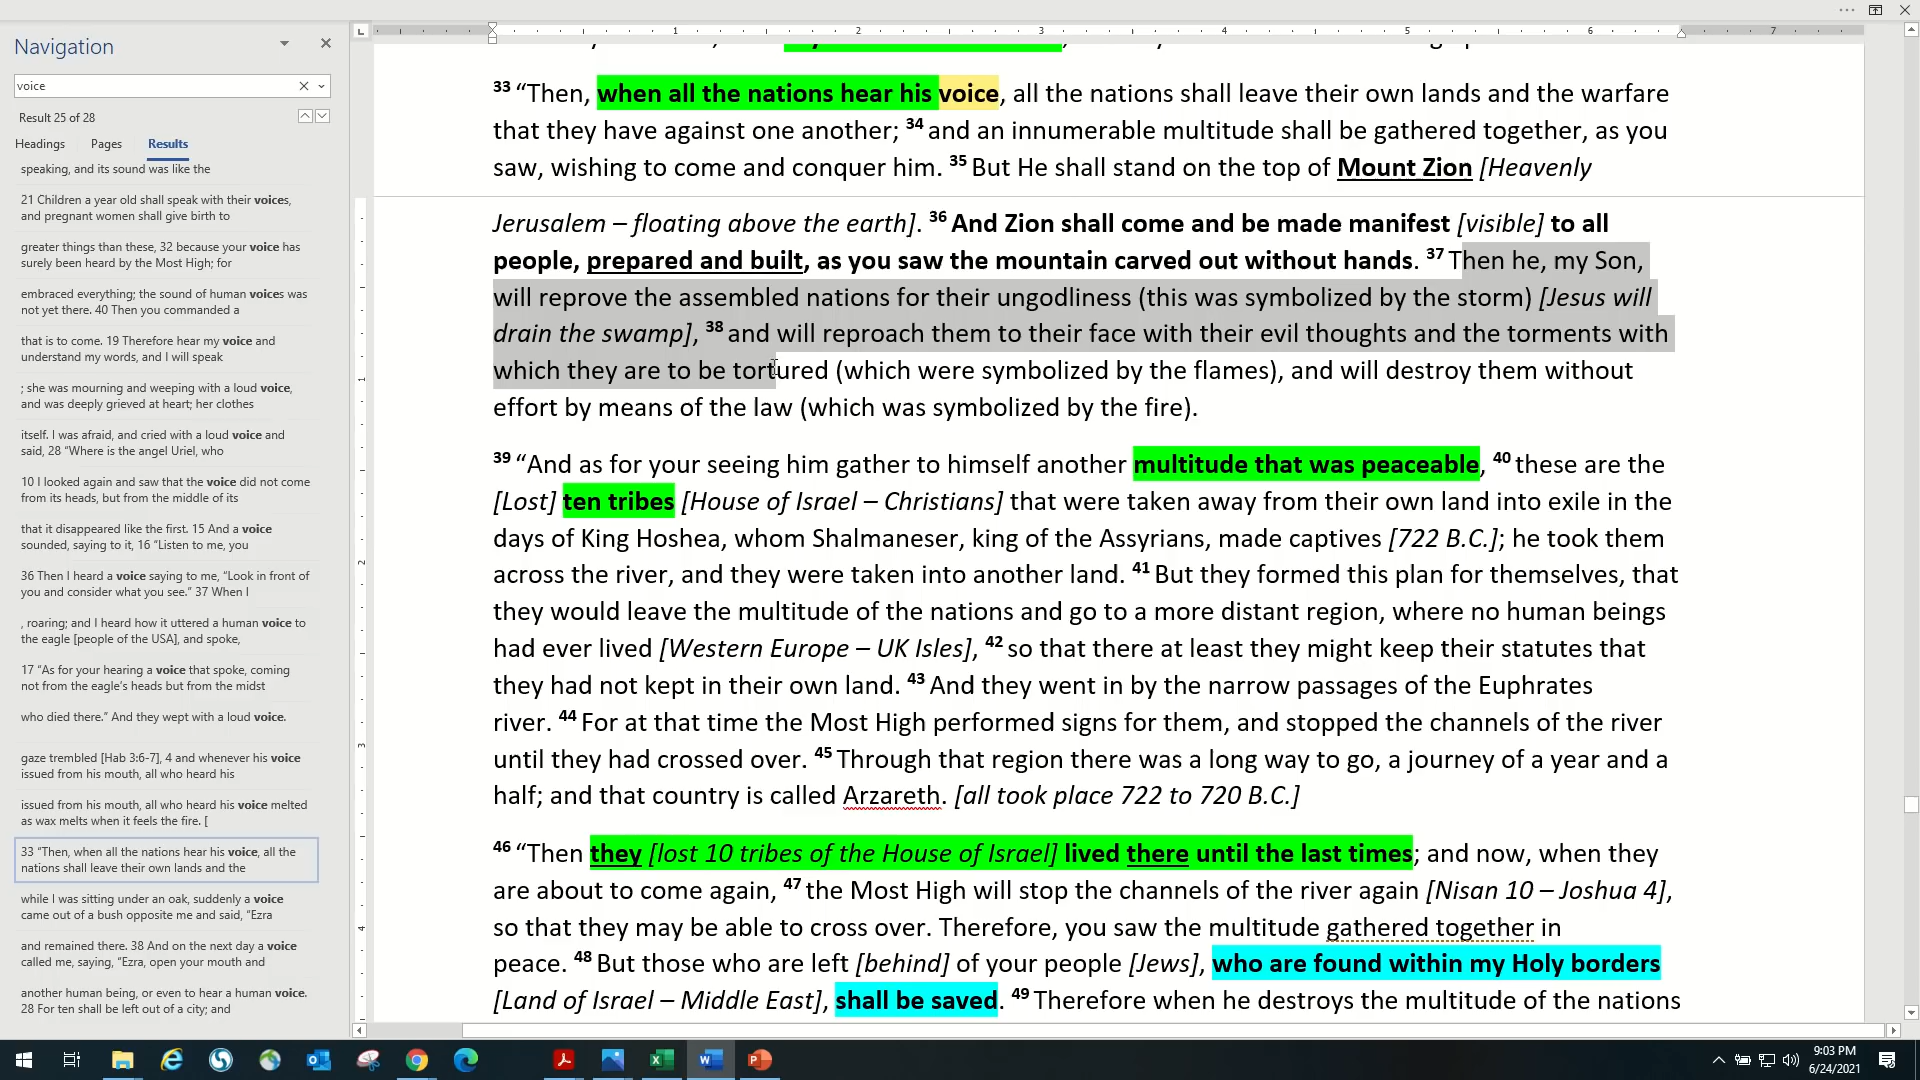 Navigation
voice
Result 25 of 28
Headings Pages Results
speaking, and its sound was like the
21 Children a year old shall speak with their voices,
and pregnant women shall give birth to
greater things than these, 32 because your voice has
surely been heard by the Most High; for
embraced everything; the sound of human voices was
not yet there. 40 Then you commanded a
that is to come. 19 Therefore hear my voice and
understand my words, and I will speak
; she was mourning and weeping with a loud voice,
and was deeply grieved at heart; her clothes
itself. I was afraid, and cried with a loud voice and
said, 28 “Where is the angel Uriel, who
10 I looked again and saw that the voice did not come
from its heads, but from the middle of its
that it disappeared like the first. 15 And a voice
sounded, saying to it, 16 “Listen to me, you
36 Then I heard a voice saying to me, “Look in front of
you and consider what you see.” 37 When I
, roaring; and I heard how it uttered a human voice to
the eagle [people of the USA], and spoke,
17 “As for your hearing a voice that spoke, coming
not from the eagle’s heads but from the midst
who died there.” And they wept with a loud voice.
gaze trembled [Hab 3:6-7], 4 and whenever his voice
issued from his mouth, all who heard his
issued from his mouth, all who heard his voice melted
as wax melts when it feels the fire. [
33 “Then, when all the nations hear his voice, all the
nations shall leave their own lands and the
while I was sitting under an oak, suddenly a voice
came out of a bush opposite me and said, “Ezra
and remained there. 38 And on the next day a voice
called me, saying, “Ezra, open your mouth and
another human being, or even to hear a human voice.
28 For ten shall be left out of a city; and
1 2 3 4 5 6 7
33 “Then, when all the nations hear his voice, all the nations shall leave their own lands and the warfare
that they have against one another; 34 and an innumerable multitude shall be gathered together, as you
saw, wishing to come and conquer him. 35 But He shall stand on the top of Mount Zion [Heavenly
Jerusalem – floating above the earth]. 36 And Zion shall come and be made manifest [visible] to all
people, prepared and built, as you saw the mountain carved out without hands. 37 Then he, my Son,
will reprove the assembled nations for their ungodliness (this was symbolized by the storm) [Jesus will
drain the swamp], 38 and will reproach them to their face with their evil thoughts and the torments with
which they are to be tortured (which were symbolized by the flames), and will destroy them without
effort by means of the law (which was symbolized by the fire).
39 “And as for your seeing him gather to himself another multitude that was peaceable, 40 these are the
[Lost] ten tribes [House of Israel – Christians] that were taken away from their own land into exile in the
days of King Hoshea, whom Shalmaneser, king of the Assyrians, made captives [722 B.C.]; he took them
across the river, and they were taken into another land. 41 But they formed this plan for themselves, that
they would leave the multitude of the nations and go to a more distant region, where no human beings
had ever lived [Western Europe – UK Isles], 42 so that there at least they might keep their statutes that
they had not kept in their own land. 43 And they went in by the narrow passages of the Euphrates
river. 44 For at that time the Most High performed signs for them, and stopped the channels of the river
until they had crossed over. 45 Through that region there was a long way to go, a journey of a year and a
half; and that country is called Arzareth. [all took place 722 to 720 B.C.]
46 “Then they [lost 10 tribes of the House of Israel] lived there until the last times; and now, when they
are about to come again, 47 the Most High will stop the channels of the river again [Nisan 10 – Joshua 4],
so that they may be able to cross over. Therefore, you saw the multitude gathered together in
peace. 48 But those who are left [behind] of your people [Jews], who are found within my Holy borders
[Land of Israel – Middle East], shall be saved. 49 Therefore when he destroys the multitude of the nations
1
2
3
4
9:03 PM
6/24/2021